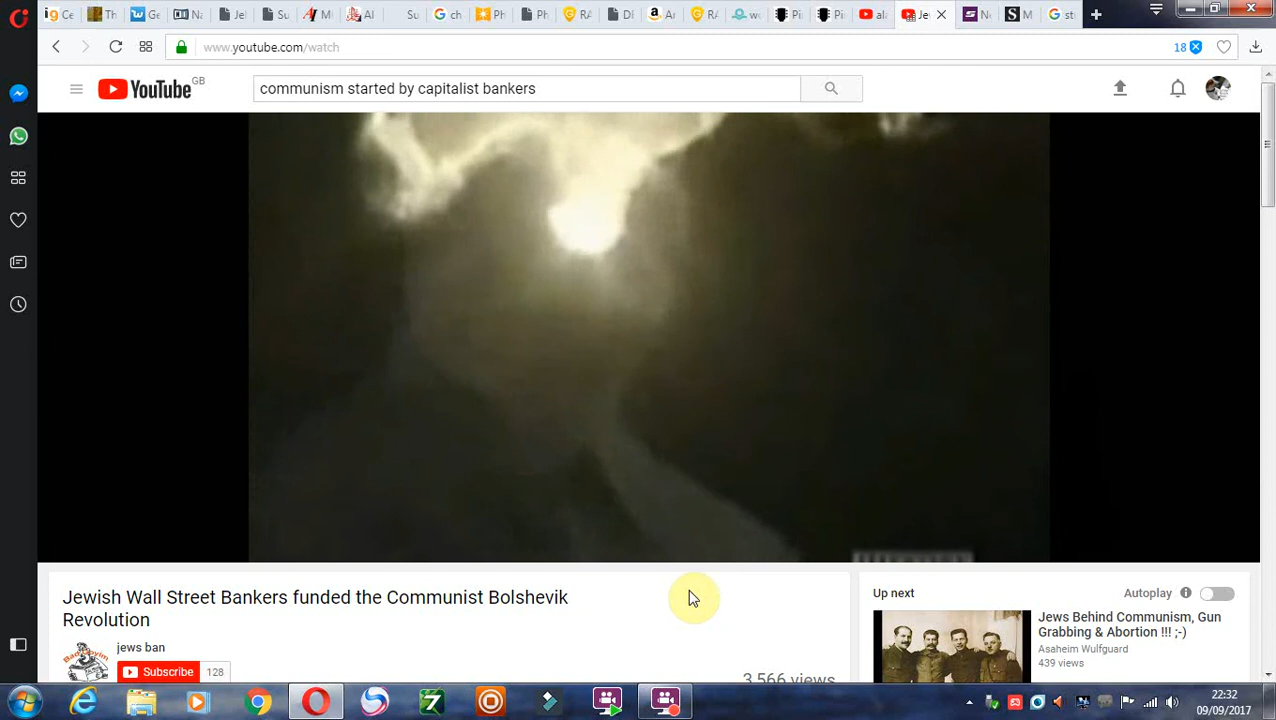 www.youtube.com/watch
18
YouTube GB
communism started by capitalist bankers
Jewish Wall Street Bankers funded the Communist Bolshevik
Revolution
jews ban
Subscribe 128
3,566 views
Up next
Autoplay
Jews Behind Communism, Gun
Grabbing & Abortion !!! ;-)
Asaheim Wulfguard
439 views
22:32
09/09/2017